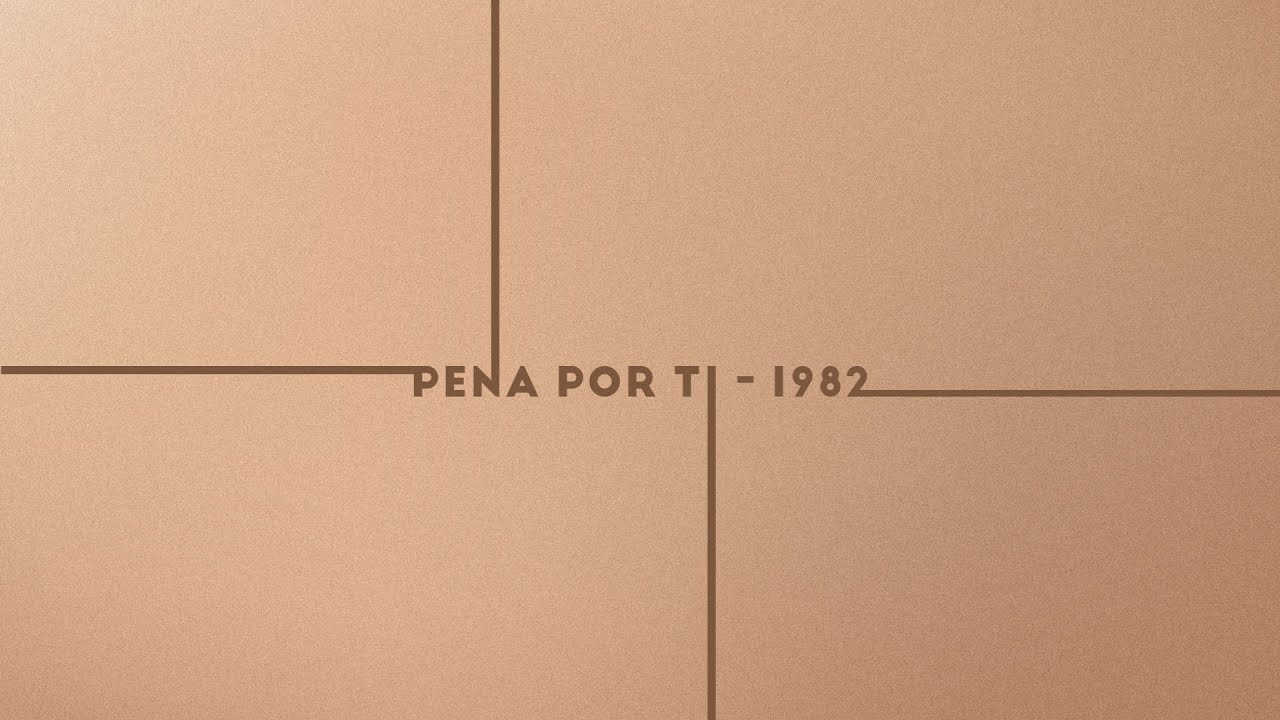 PENA POR TI - 1982